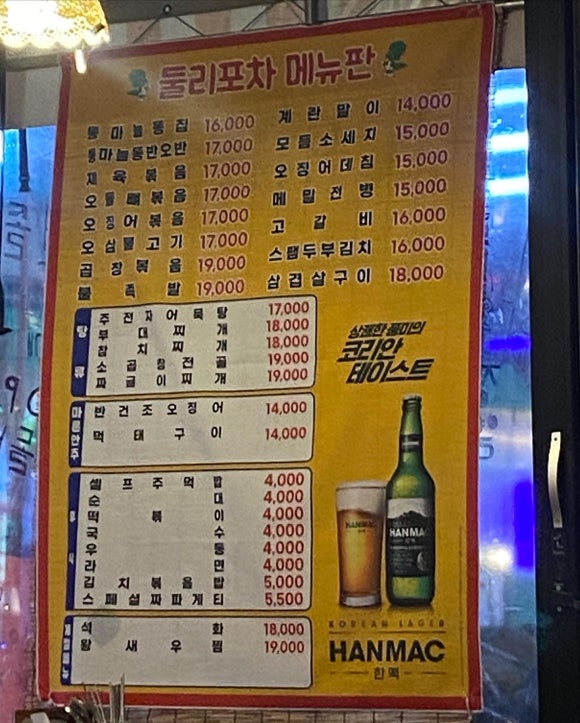 둘리포차 메뉴판
통마늘똥집 16,000
통마늘똥반오반 17,000
제육볶음 17,000
오돌뼈볶음 17,000
오징어볶음 17,000
오삼불고기 17,000
곱창볶음 19,000
불족발 19,000
계란말이 14,000
모듬소세지 15,000
오징어데침 15,000
메밀전병 15,000
고갈비 16,000
스팸두부김치 16,000
삼겹살구이 18,000
탕류
주전자어묵탕 17,000
부대찌개 18,000
참치찌개 18,000
소곱창전골 19,000
짜글이찌개 19,000
마른안주
반건조오징어 14,000
먹태구이 14,000
셀프주먹밥 4,000
순대 4,000
떡볶이 4,000
국수 4,000
우동 4,000
라면 4,000
김치볶음밥 5,000
스페셜짜파게티 5,500
석화 18,000
왕새우찜 19,000
상쾌한 풍미의
코리안
테이스트
HANMAC
HANMAC
KOREAN LAGER
HANMAC
한맥